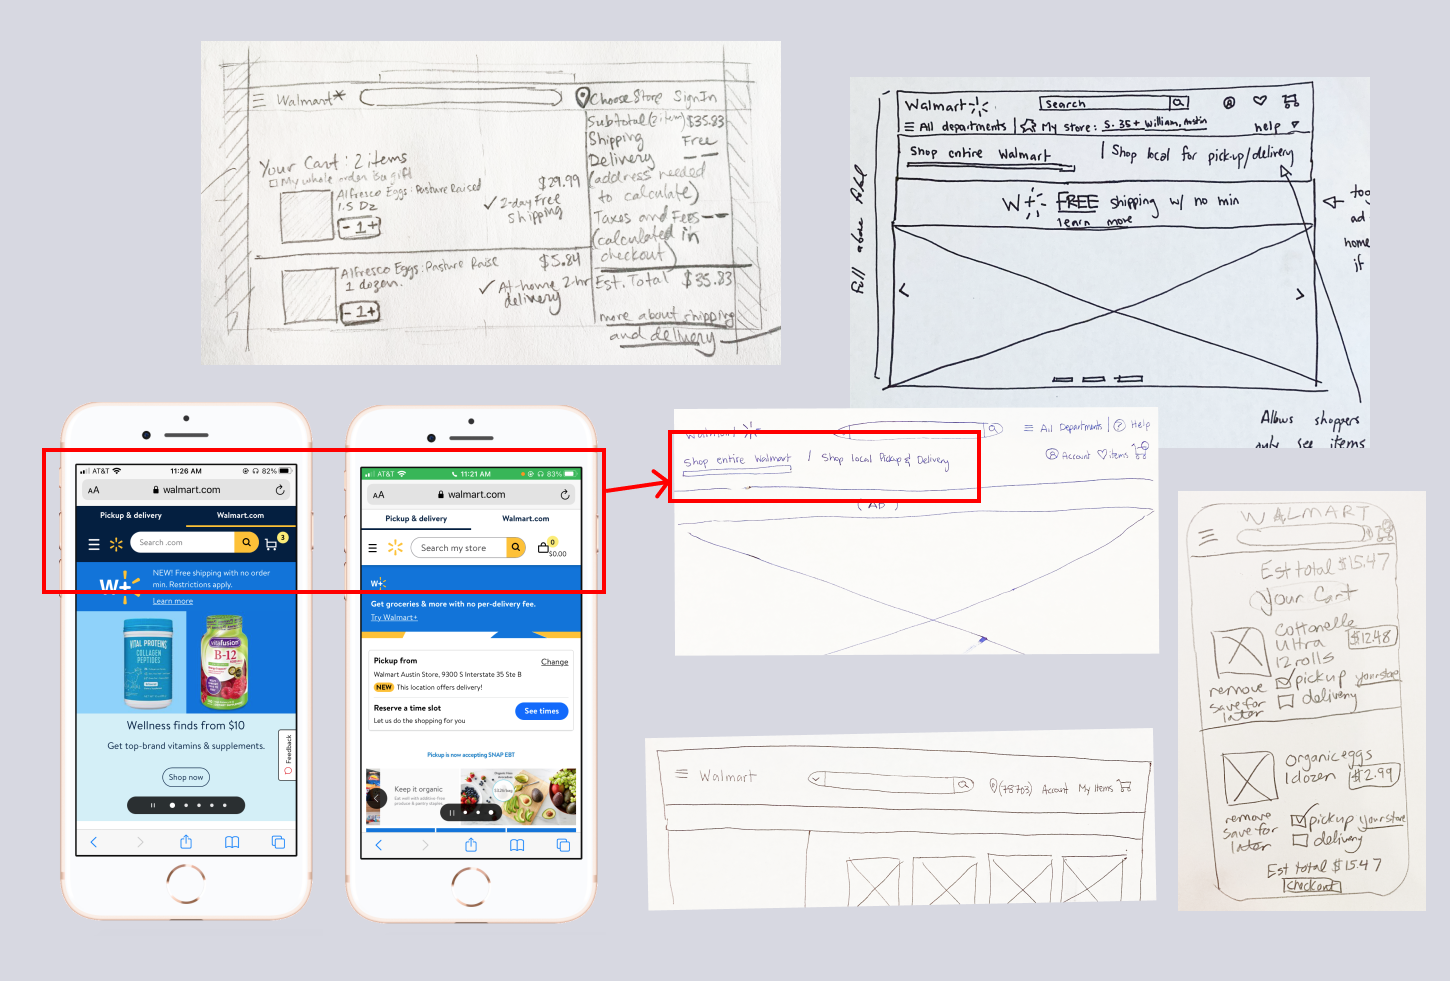 Walmart
Choose Store Sign In
Your Cart : 2 items
My whole order is a gift
Alfresco Eggs: Pasture Raised
1.5 Dz
- 1 +
$29.99
✓ 2-day Free
shipping
Alfresco Eggs: Pasture Raise
1 dozen.
- 1 +
$5.84
✓ At-home 2-hr
delivery
Subtotal (2 item) $35.83
Shipping Free
Delivery --
(address needed
to calculate)
Taxes and Fees --
(calculated in
checkout)
Est. Total $35.83
more about shipping
and delivery
Full above fold
Walmart
Search
All departments | My store: S. 35 + William, Austin
help
Shop entire Walmart | Shop local for pick-up/delivery
W+ FREE shipping w/ no min
learn more
ad
home
if
Allows shoppers
only see items
AT&T 11:26 AM 82%
AA walmart.com
Pickup & delivery Walmart.com
Search .com
3
W+
NEW! Free shipping with no order
min. Restrictions apply.
Learn more
VITAL PROTEINS
COLLAGEN
PEPTIDES
vitafusion
B-12
Wellness finds from $10
Get top-brand vitamins & supplements.
Shop now
Feedback
AT&T 11:21 AM 83%
AA walmart.com
Pickup & delivery Walmart.com
Search my store
0
$0.00
W+
Get groceries & more with no per-delivery fee.
Try Walmart+
Pickup from Change
Walmart Austin Store, 9300 S Interstate 35 Ste B
NEW This location offers delivery!
Reserve a time slot
Let us do the shopping for you
See times
Pickup is now accepting SNAP EBT
Keep it organic
Eat well with additive-free
produce & pantry staples.
Walmart
All Departments | ? Help
Shop entire Walmart / Shop local Pickup & Delivery
Account items
(AD)
Walmart
(78703) Account My Items
WALMART
Est total $15.47
Your Cart
Cottonelle
Ultra
12 rolls
$12.48
remove
save for
later
pickup your store
delivery
organic eggs
1 dozen
$2.99
remove
save for
later
pickup your store
delivery
Est total $15.47
checkout